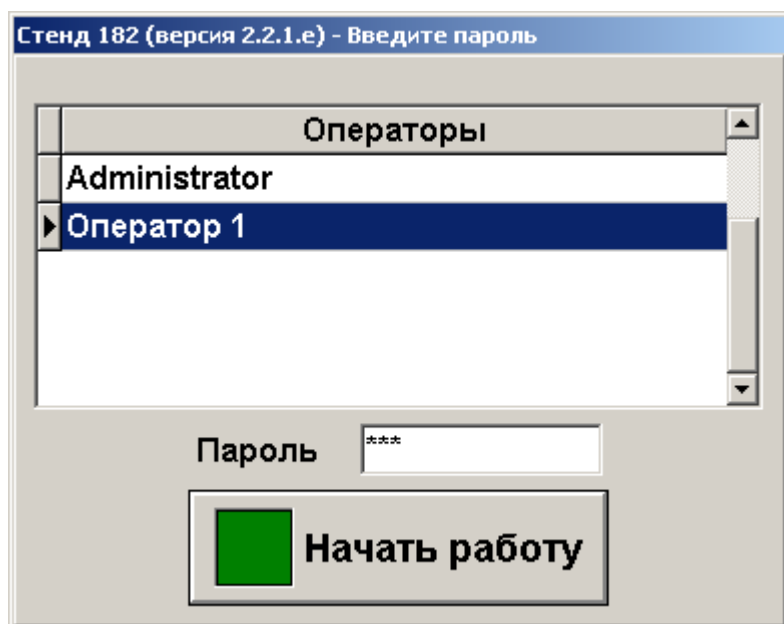 Стенд 182 (версия 2.2.1.e) - Введите пароль
Операторы
Administrator
Оператор 1
Пароль ***
Начать работу